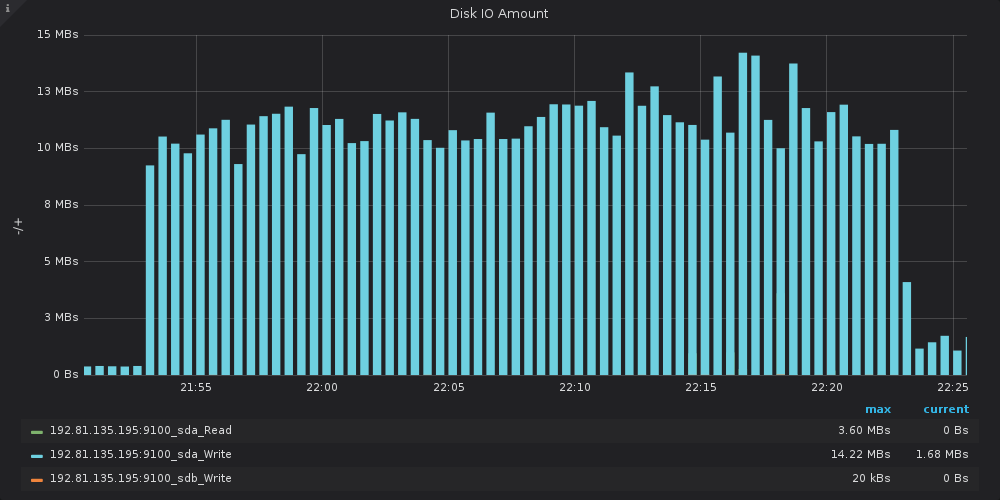 i
Disk IO Amount
15 MBs
13 MBs
10 MBs
8 MBs
5 MBs
3 MBs
0 Bs
-/+
21:55 22:00 22:05 22:10 22:15 22:20 22:25
max current
192.81.135.195:9100_sda_Read 3.60 MBs 0 Bs
192.81.135.195:9100_sda_Write 14.22 MBs 1.68 MBs
192.81.135.195:9100_sdb_Write 20 kBs 0 Bs